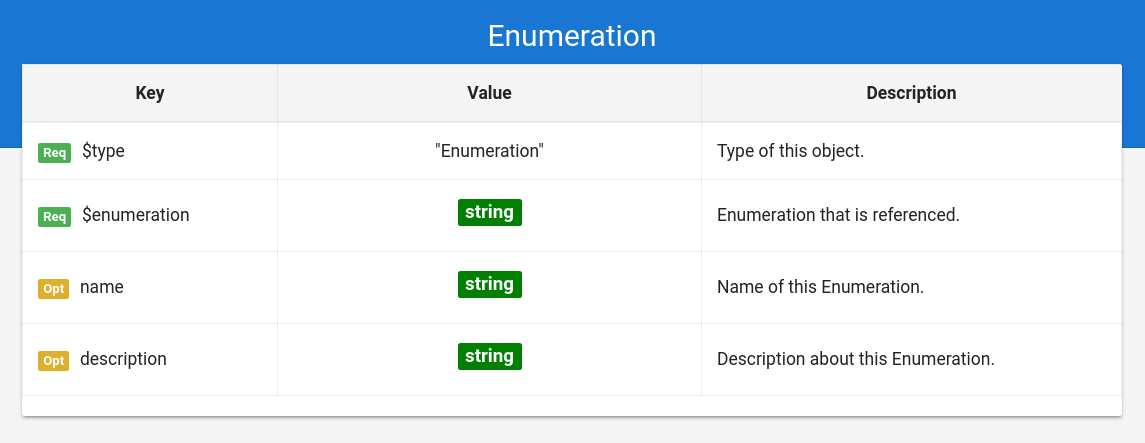 Enumeration
Key Value Description
Req $type "Enumeration" Type of this object.
Req $enumeration string Enumeration that is referenced.
Opt name string Name of this Enumeration.
Opt description string Description about this Enumeration.